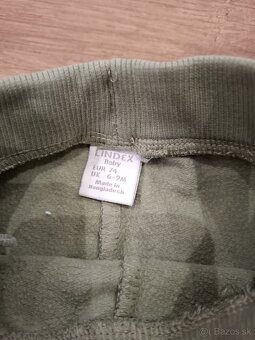 LINDEX
Baby
EUR 74
UK 6-9M
Made in
Bangladesh
Bazos.sk